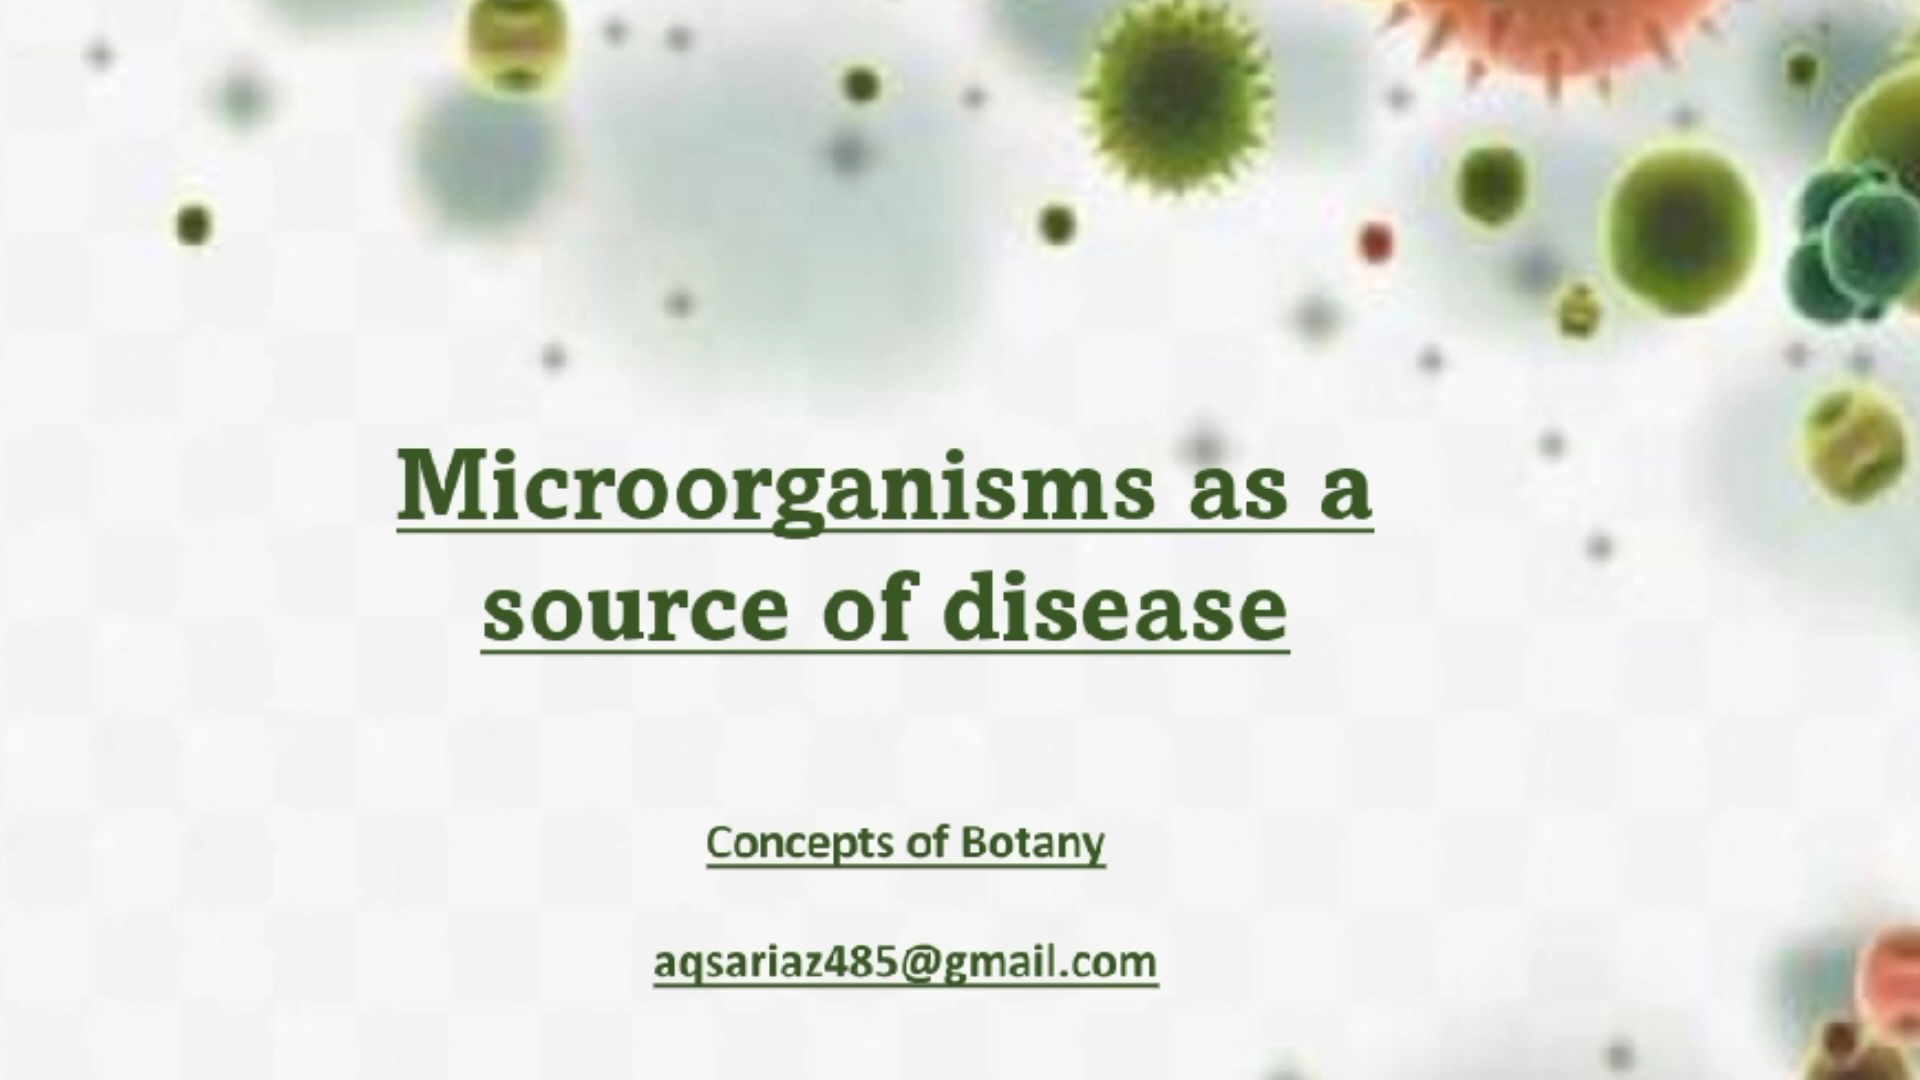 Microorganisms as a
source of disease
Concepts of Botany
aqsariaz485@gmail.com